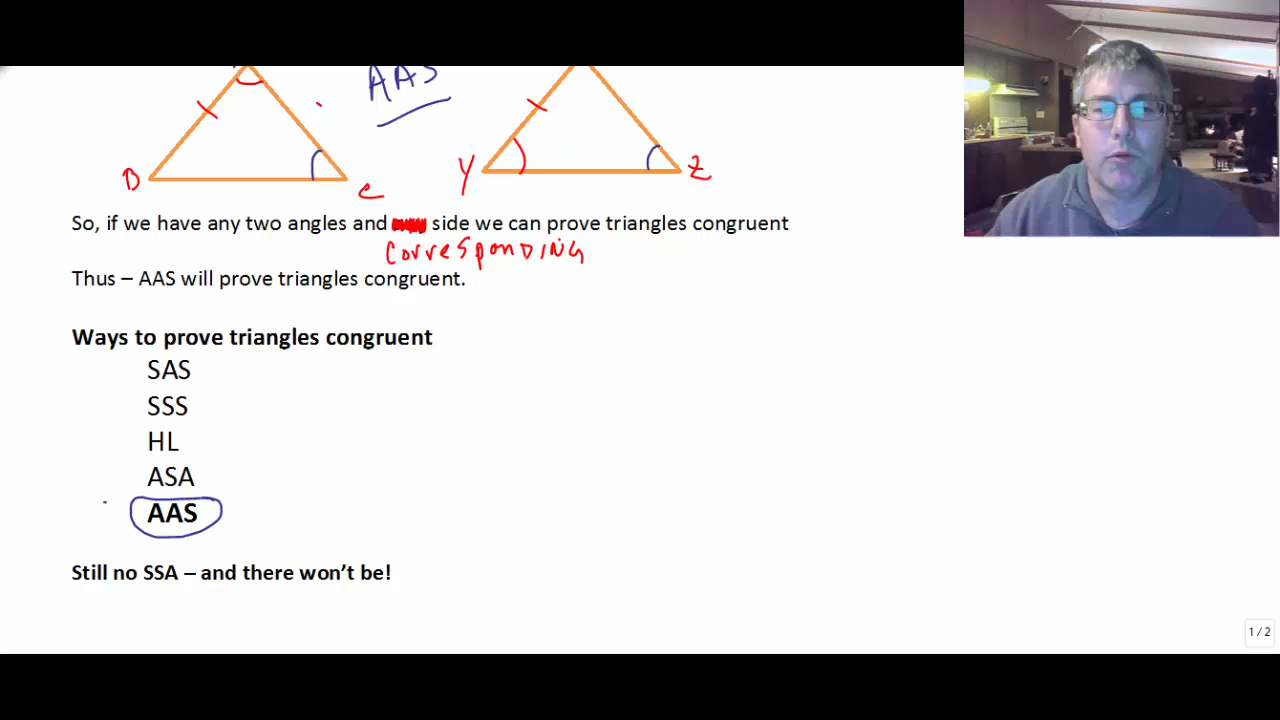 AAS
B
C
Y
Z
So, if we have any two angles and side we can prove triangles congruent
CorresponDING
Thus – AAS will prove triangles congruent.
Ways to prove triangles congruent
SAS
SSS
HL
ASA
AAS
Still no SSA – and there won't be!
1 / 2